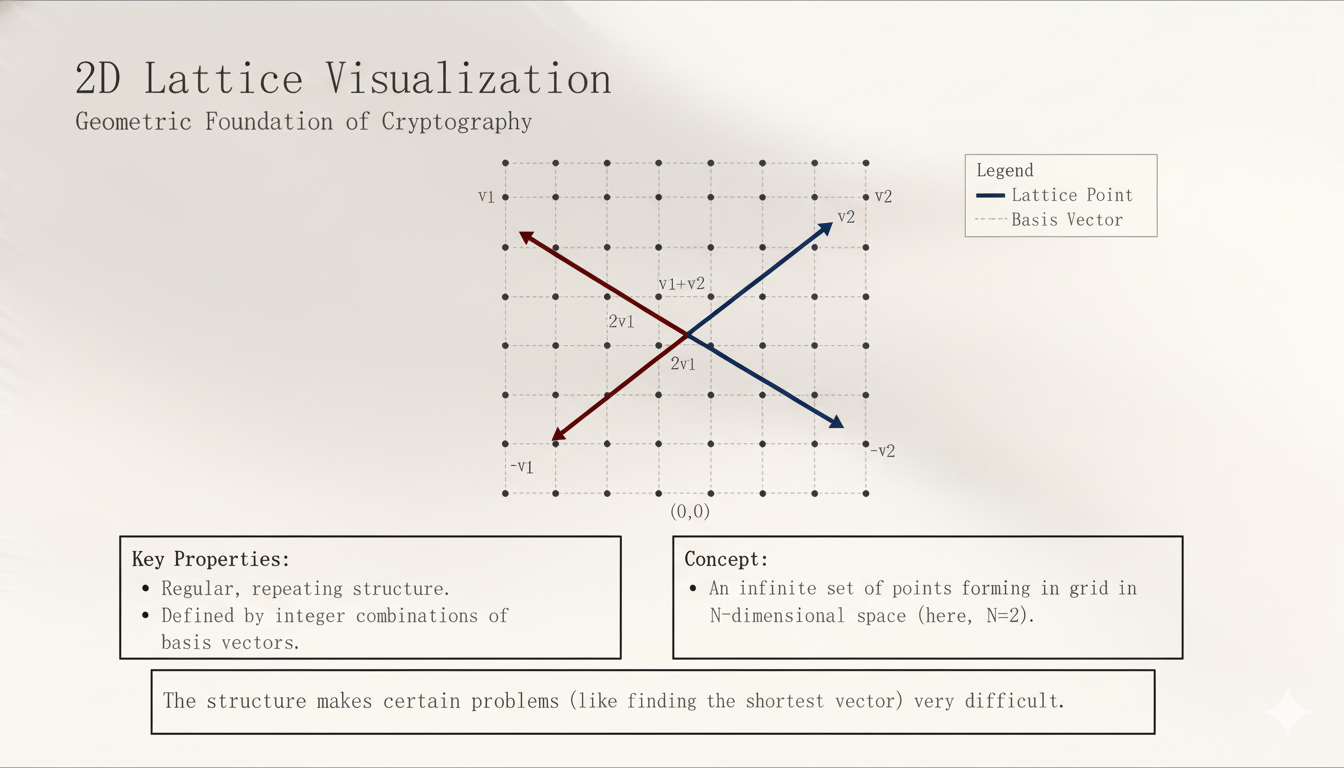 2D Lattice Visualization
Geometric Foundation of Cryptography
Legend
Lattice Point
Basis Vector
v1
v2
v2
v1+v2
2v1
2v1
-v2
-v1
(0,0)
Key Properties:
• Regular, repeating structure.
• Defined by integer combinations of
basis vectors.
Concept:
• An infinite set of points forming in grid in
N-dimensional space (here, N=2).
The structure makes certain problems (like finding the shortest vector) very difficult.